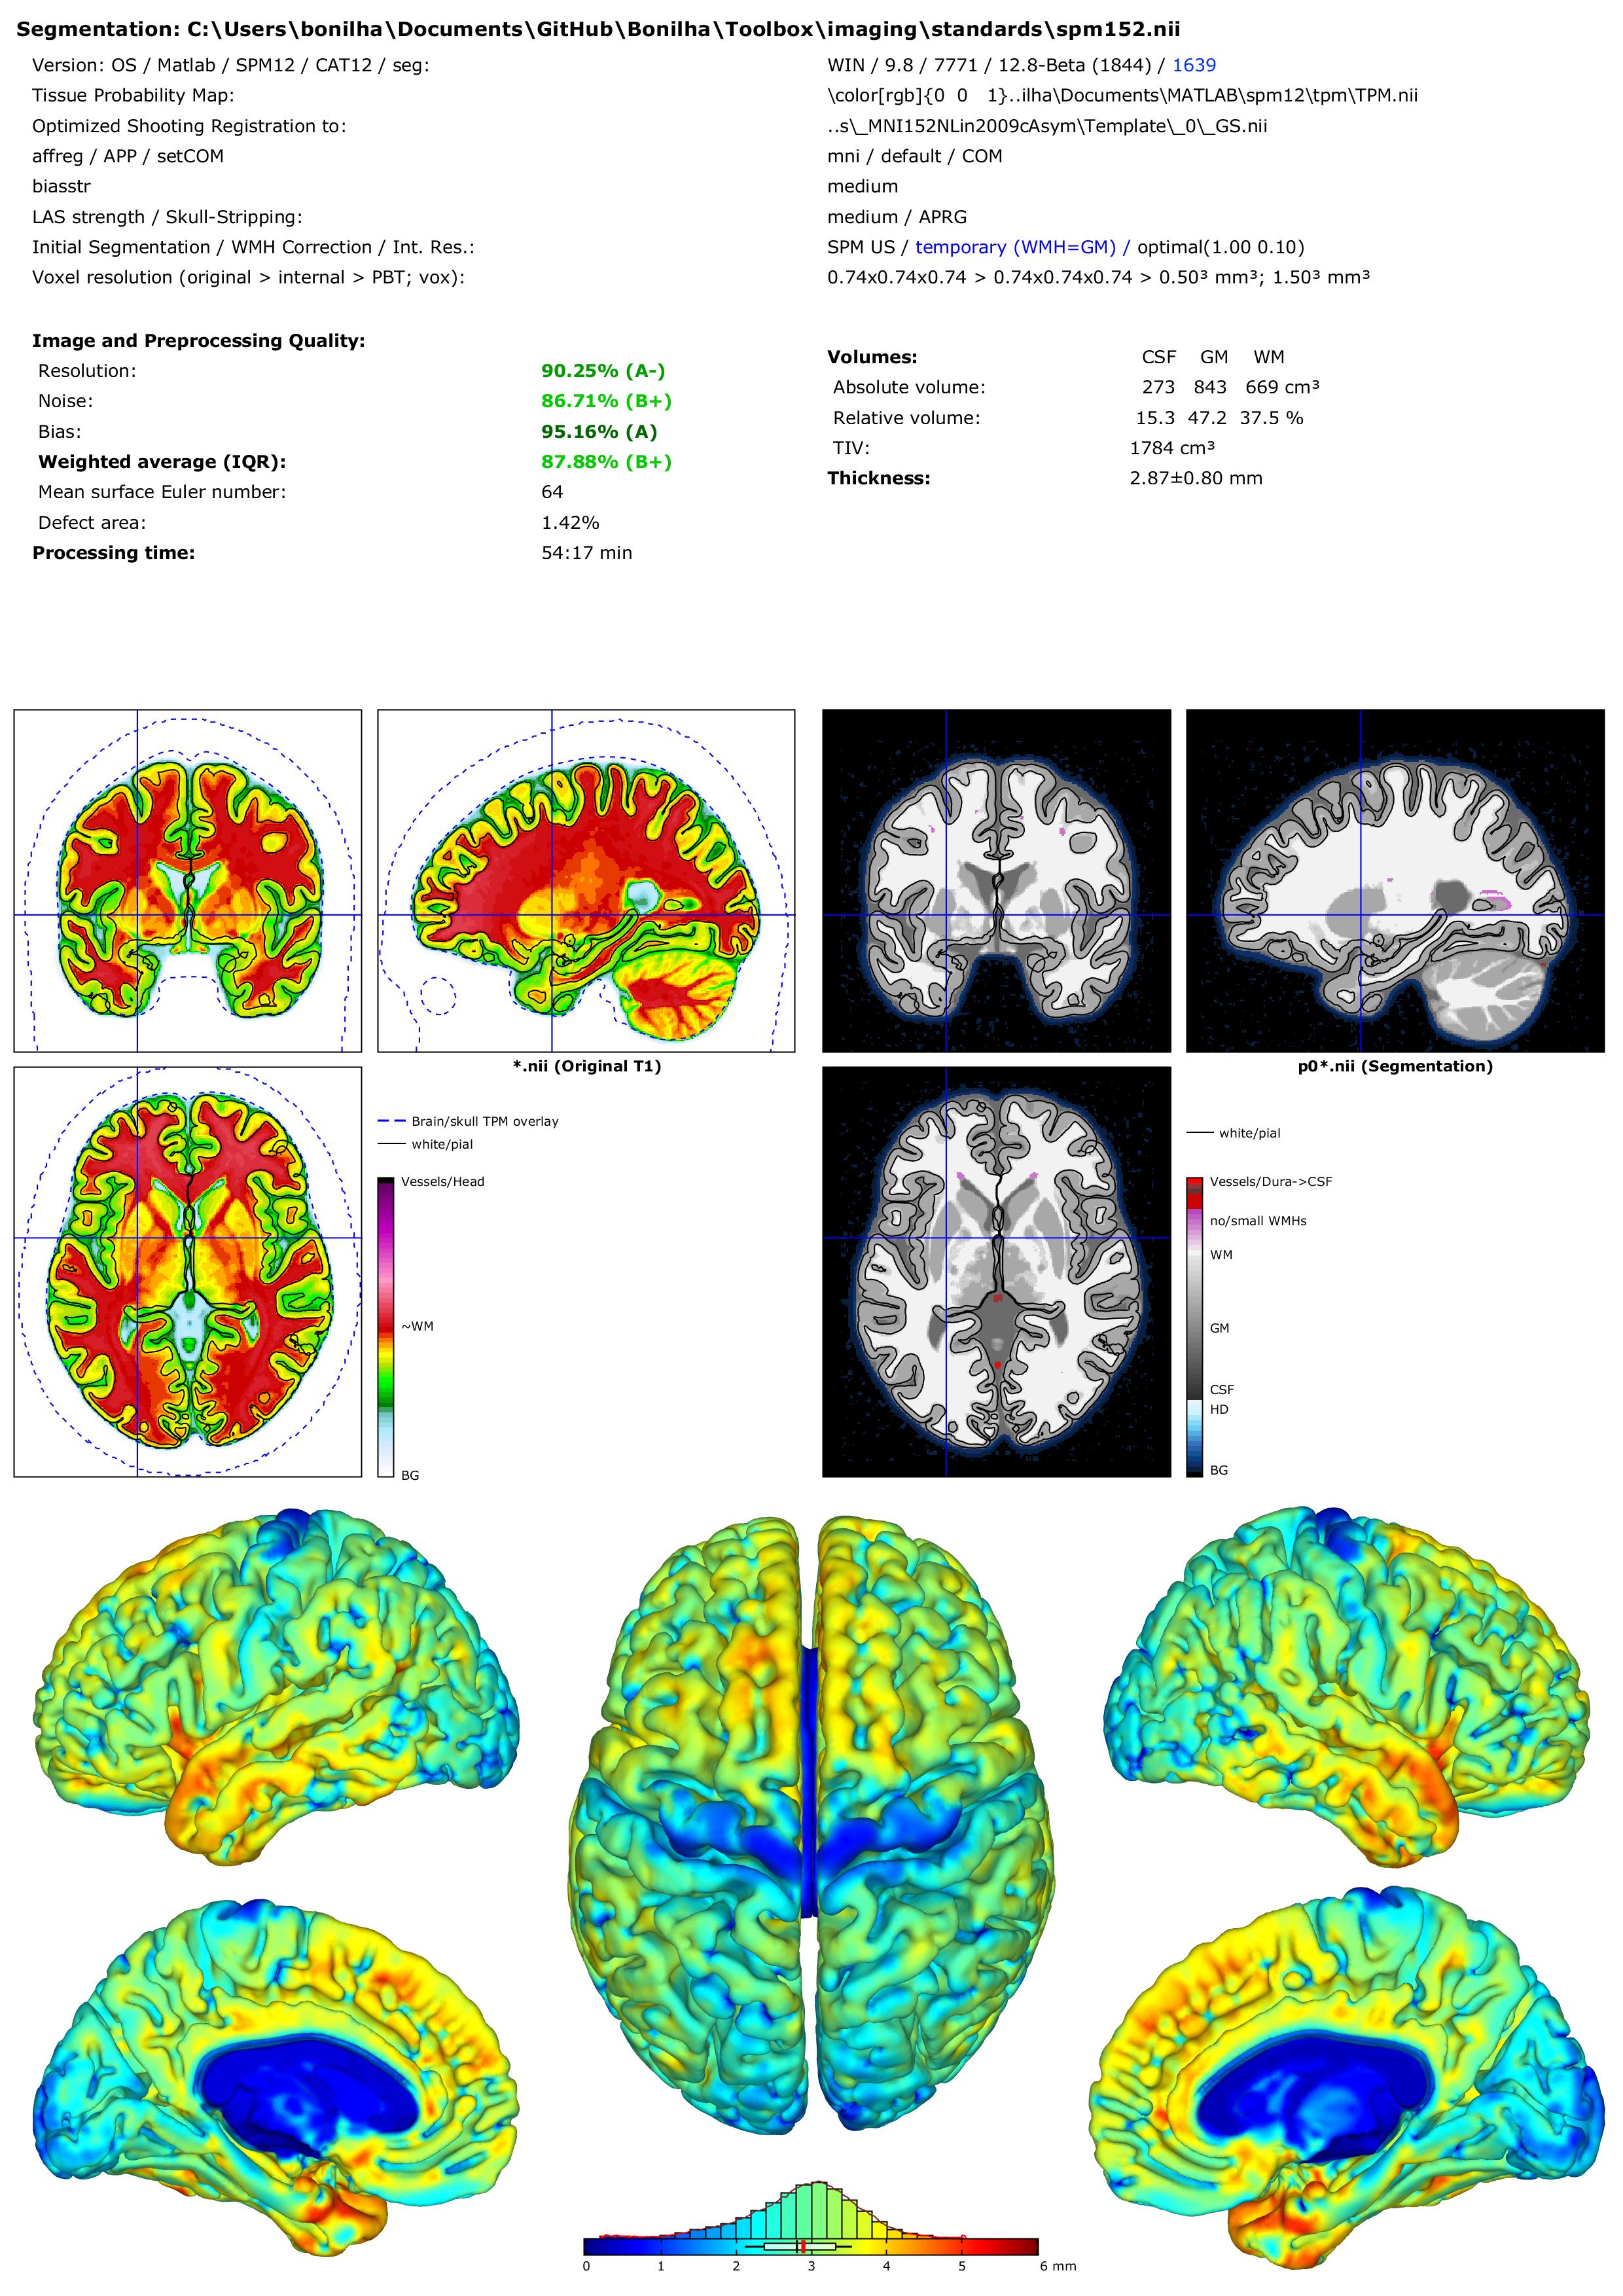 Segmentation: C:\Users\bonilha\Documents\GitHub\Bonilha\Toolbox\imaging\standards\spm152.nii
Version: OS / Matlab / SPM12 / CAT12 / seg: WIN / 9.8 / 7771 / 12.8-Beta (1844) / 1639
Tissue Probability Map: \color[rgb]{0 0 1}..ilha\Documents\MATLAB\spm12\tpm\TPM.nii
Optimized Shooting Registration to: ..s\_MNI152NLin2009cAsym\Template\_0\_GS.nii
affreg / APP / setCOM mni / default / COM
biasstr medium
LAS strength / Skull-Stripping: medium / APRG
Initial Segmentation / WMH Correction / Int. Res.: SPM US / temporary (WMH=GM) / optimal(1.00 0.10)
Voxel resolution (original > internal > PBT; vox): 0.74x0.74x0.74 > 0.74x0.74x0.74 > 0.50³ mm³; 1.50³ mm³
Image and Preprocessing Quality:
Resolution: 90.25% (A-)
Noise: 86.71% (B+)
Bias: 95.16% (A)
Weighted average (IQR): 87.88% (B+)
Mean surface Euler number: 64
Defect area: 1.42%
Processing time: 54:17 min
Volumes: CSF GM WM
Absolute volume: 273 843 669 cm³
Relative volume: 15.3 47.2 37.5 %
TIV: 1784 cm³
Thickness: 2.87±0.80 mm
*.nii (Original T1)
Brain/skull TPM overlay
white/pial
Vessels/Head
~WM
BG
p0*.nii (Segmentation)
white/pial
Vessels/Dura->CSF
no/small WMHs
WM
GM
CSF
HD
BG
0 1 2 3 4 5 6 mm